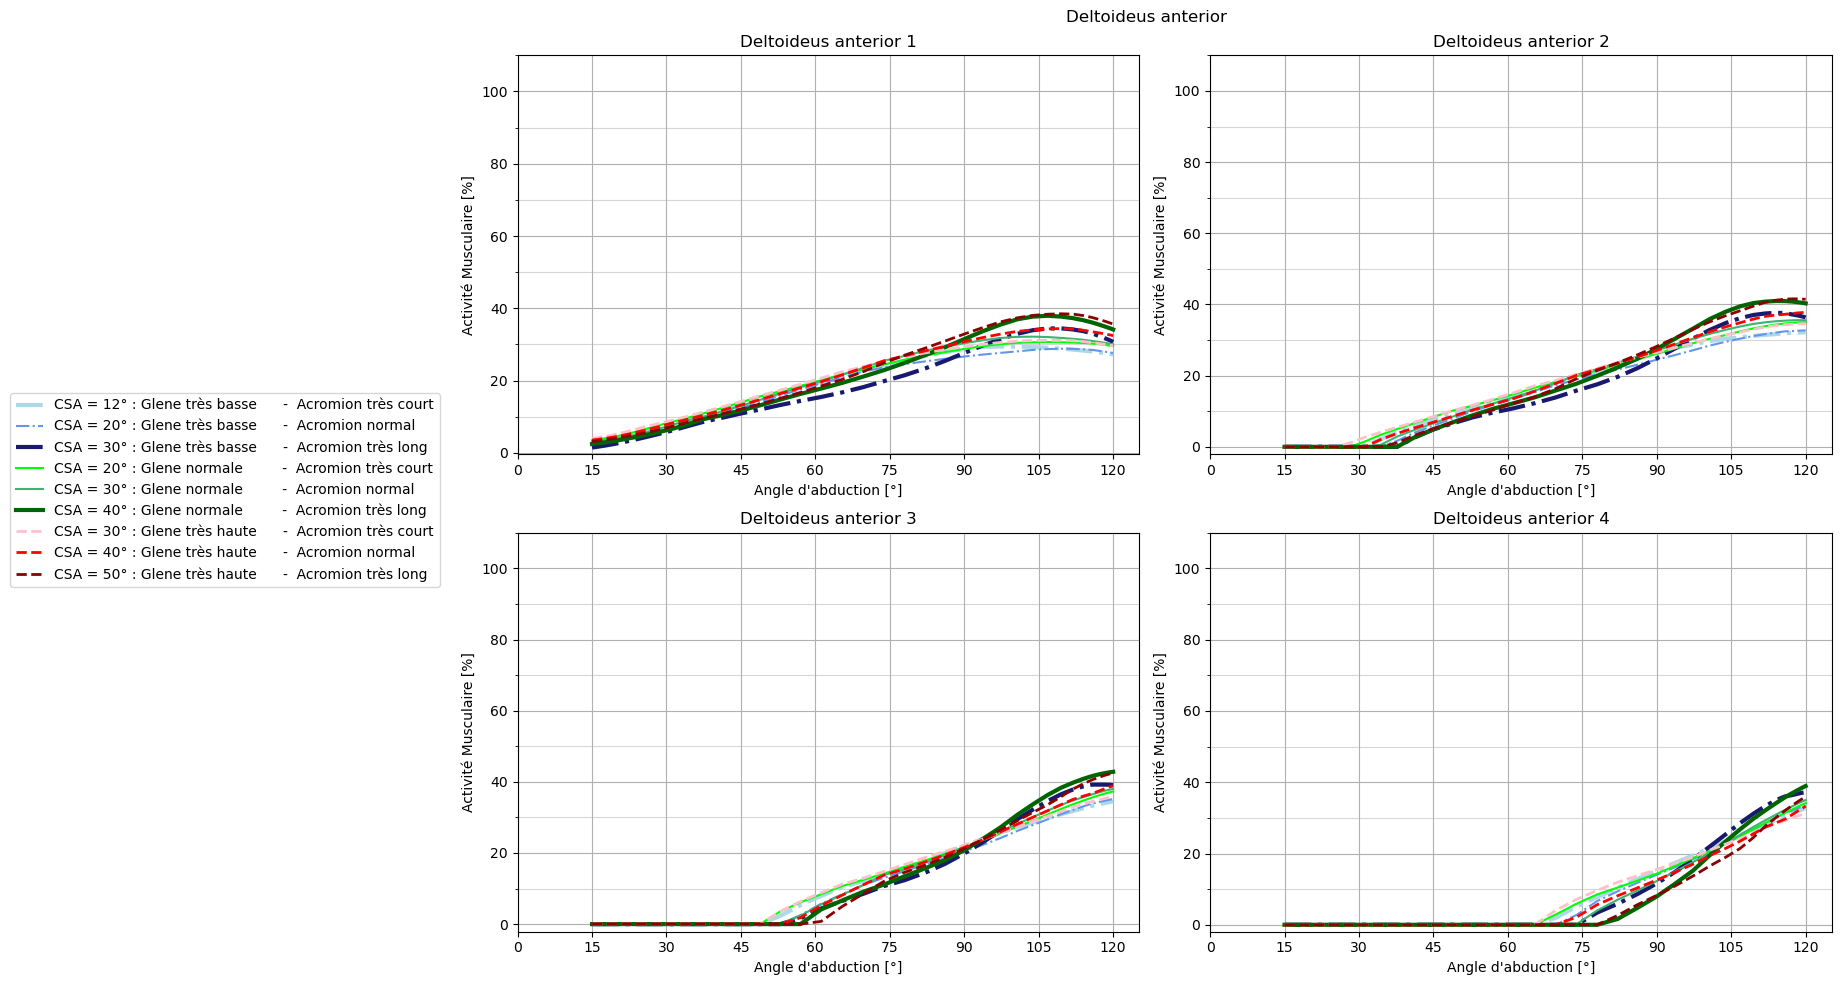 Deltoideus anterior
Deltoideus anterior 1
Deltoideus anterior 2
100
80
60
40
20
0
Activité Musculaire [%]
0 15 30 45 60 75 90 105 120
Angle d'abduction [°]
100
80
60
40
20
0
Activité Musculaire [%]
0 15 30 45 60 75 90 105 120
Angle d'abduction [°]
CSA = 12° : Glene très basse - Acromion très court
CSA = 20° : Glene très basse - Acromion normal
CSA = 30° : Glene très basse - Acromion très long
CSA = 20° : Glene normale - Acromion très court
CSA = 30° : Glene normale - Acromion normal
CSA = 40° : Glene normale - Acromion très long
CSA = 30° : Glene très haute - Acromion très court
CSA = 40° : Glene très haute - Acromion normal
CSA = 50° : Glene très haute - Acromion très long
Deltoideus anterior 3
Deltoideus anterior 4
100
80
60
40
20
0
Activité Musculaire [%]
0 15 30 45 60 75 90 105 120
Angle d'abduction [°]
100
80
60
40
20
0
Activité Musculaire [%]
0 15 30 45 60 75 90 105 120
Angle d'abduction [°]